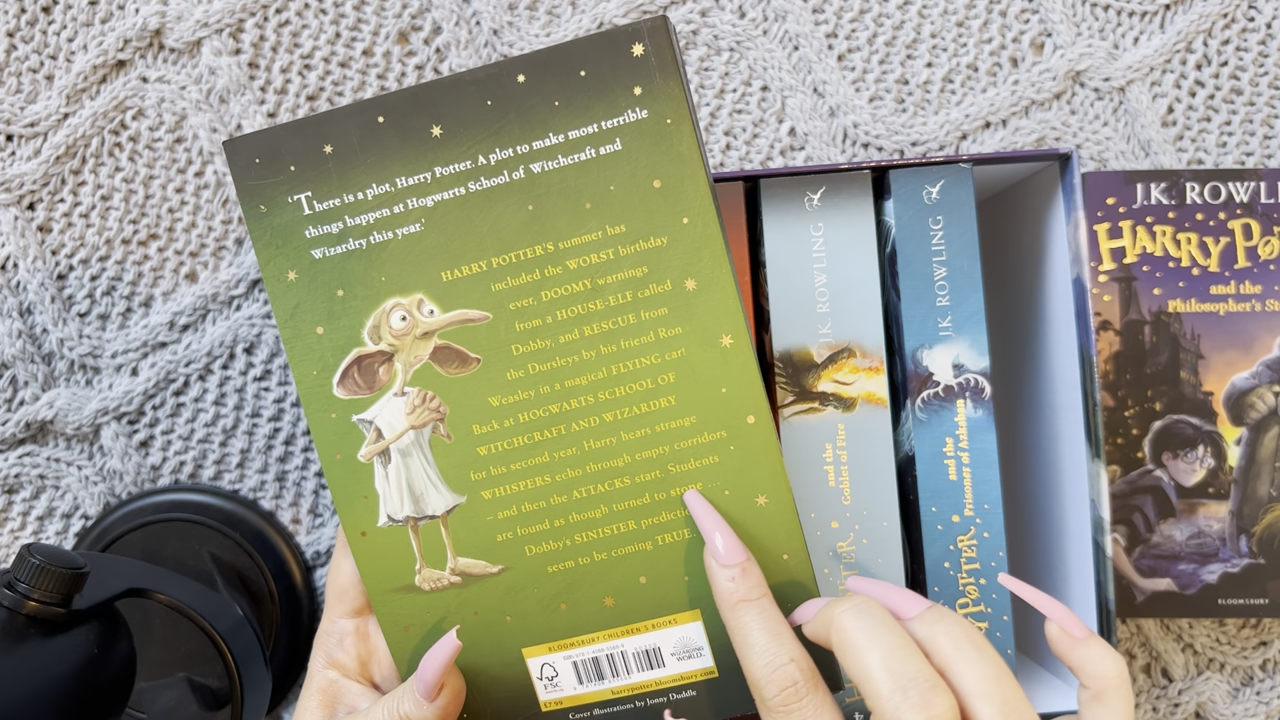 'There is a plot, Harry Potter. A plot to make most terrible
things happen at Hogwarts School of Witchcraft and
Wizardry this year.'
HARRY POTTER'S summer has
included the WORST birthday
ever, DOOMY warnings
from a HOUSE-ELF called
Dobby, and RESCUE from
the Dursleys by his friend Ron
Weasley in a magical FLYING car!
Back at HOGWARTS SCHOOL OF
WITCHCRAFT AND WIZARDRY
for his second year, Harry hears strange
WHISPERS echo through empty corridors
– and then the ATTACKS start. Students
are found as though turned to stone ...
Dobby's SINISTER predictio
seem to be coming TRUE.
BLOOMSBURY CHILDREN'S BOOKS
FSC
WIZARDING
WORLD
£7.99
harrypotter.bloomsbury.com
Cover illustrations by Jonny Duddle
J.K. ROWLING
and the
Goblet of Fire
TTER
J.K. ROWLING
and the
Prisoner of Azkaban
Y POTTER
J.K. ROWLI
HARRY PO
and the
Philosopher's St
BLOOMSBURY